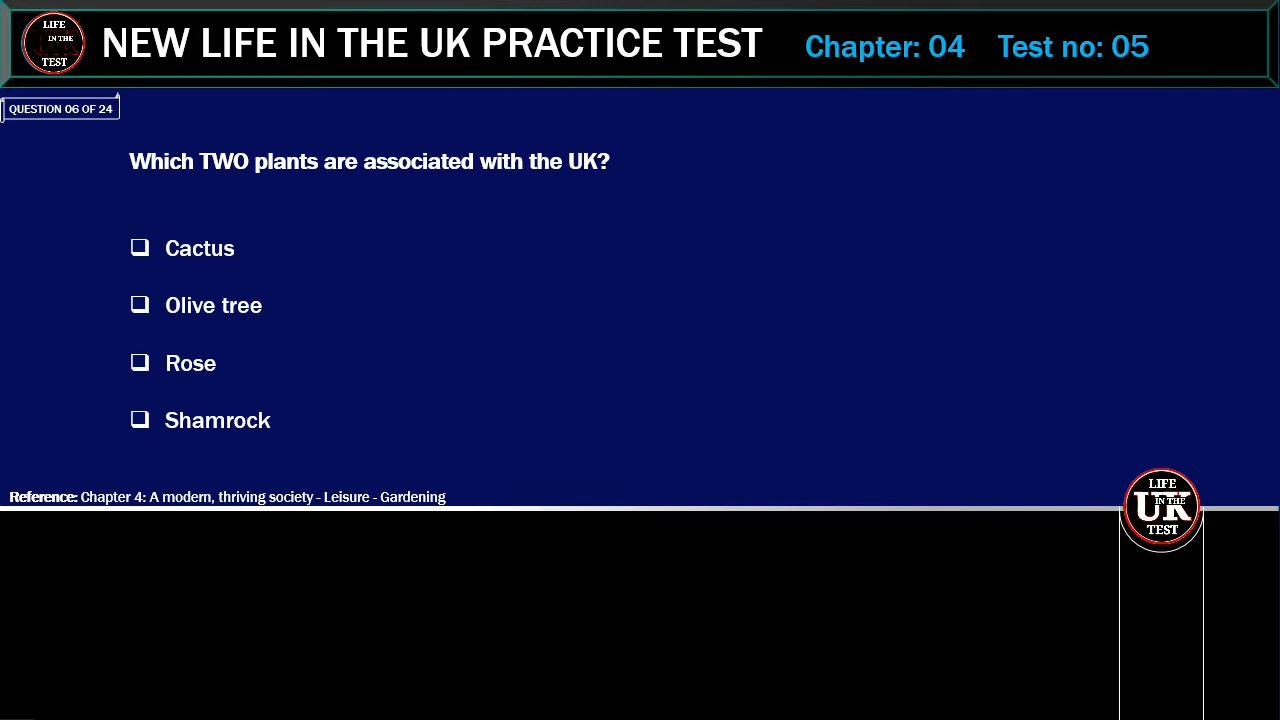 LIFE
IN THE
UK
TEST
NEW LIFE IN THE UK PRACTICE TEST
Chapter: 04
Test no: 05
QUESTION 06 OF 24
Which TWO plants are associated with the UK?
Cactus
Olive tree
Rose
Shamrock
Reference: Chapter 4: A modern, thriving society - Leisure - Gardening
LIFE
IN THE
UK
TEST